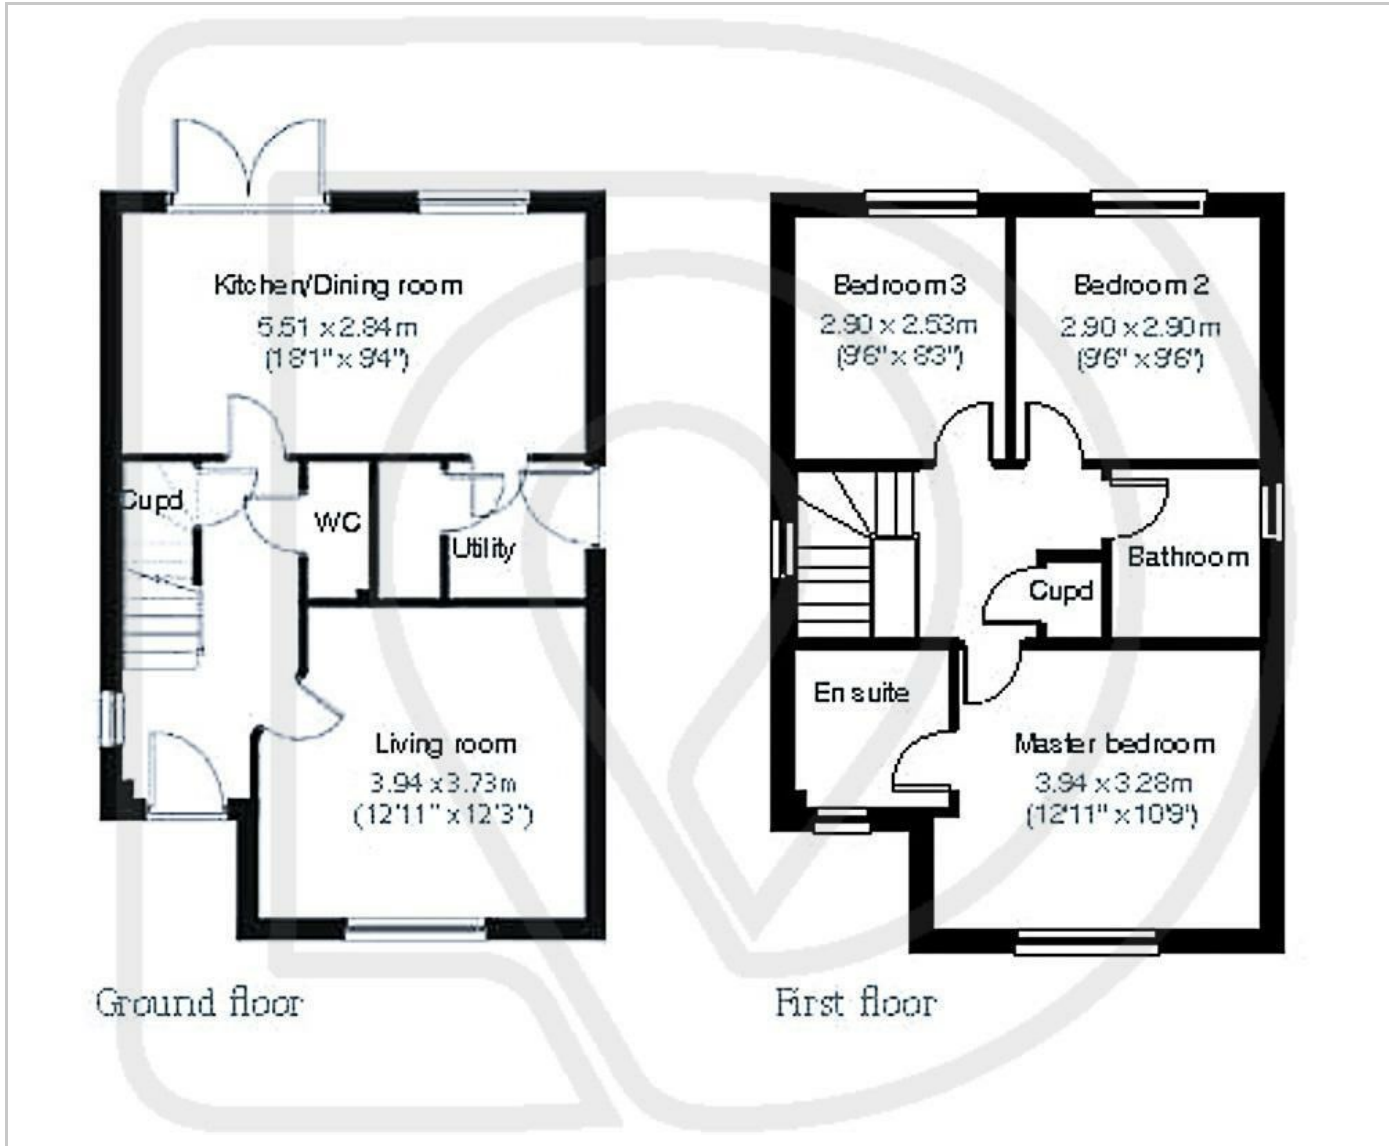 Kitchen/Dining room
5.51 x 2.84m
(18'1" x 9'4")
Cupd
WC
Utility
Living room
3.94 x 3.73m
(12'11" x 12'3")
Ground floor
Bedroom 3
2.90 x 2.53m
(9'6" x 8'3")
Bedroom 2
2.90 x 2.90m
(9'6" x 9'6")
Bathroom
Cupd
En suite
Master bedroom
3.94 x 3.28m
(12'11" x 10'9")
First floor